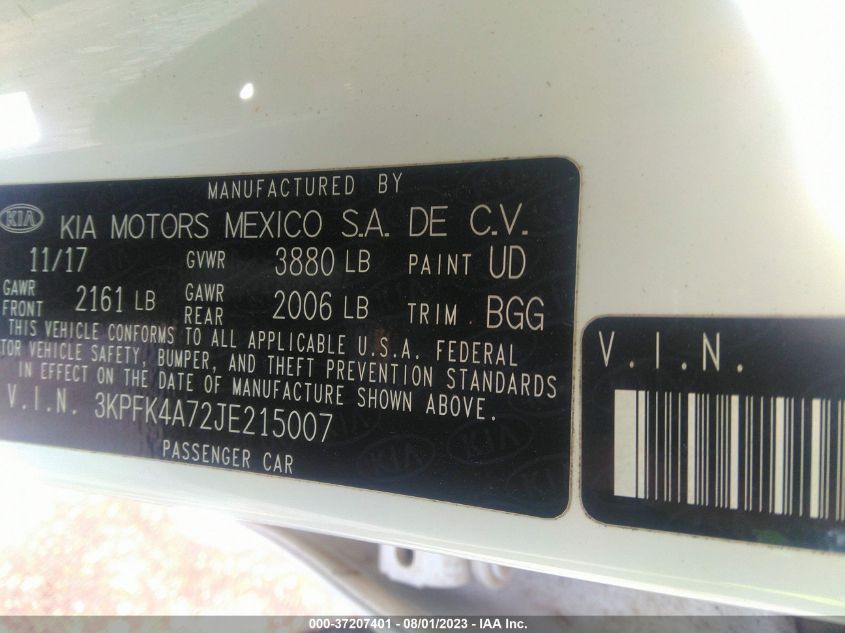 MANUFACTURED BY
KIA KIA MOTORS MEXICO S.A. DE C.V.
11/17 GVWR 3880 LB PAINT UD
GAWR FRONT 2161 LB GAWR REAR 2006 LB TRIM BGG
THIS VEHICLE CONFORMS TO ALL APPLICABLE U.S.A. FEDERAL
TOR VEHICLE SAFETY, BUMPER, AND THEFT PREVENTION STANDARDS
IN EFFECT ON THE DATE OF MANUFACTURE SHOWN ABOVE.
V.I.N. 3KPFK4A72JE215007
PASSENGER CAR
V.I.N.
000-37207401 - 08/01/2023 - IAA Inc.